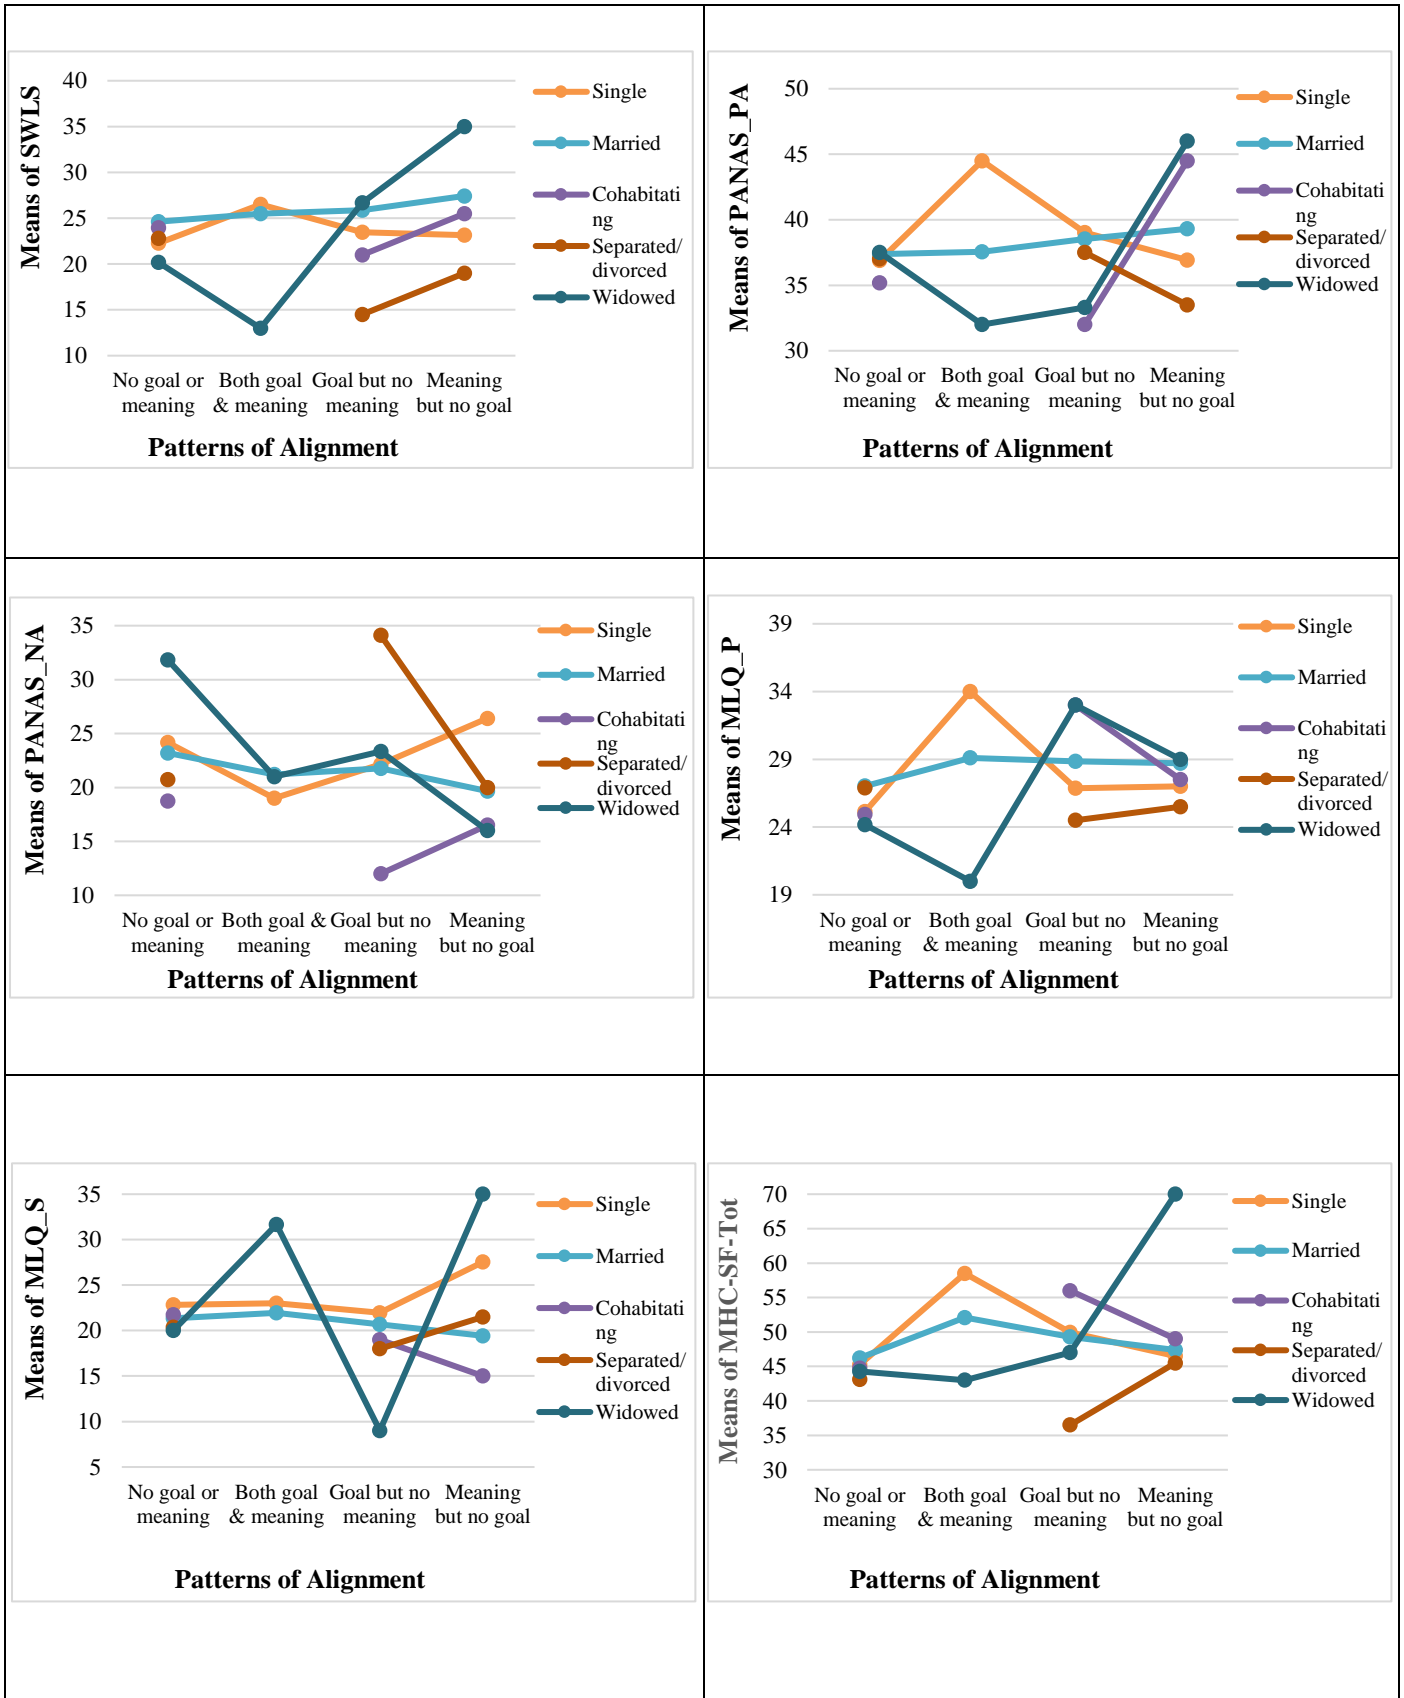 Means of SWLS
40
35
30
25
20
15
10
No goal or
meaning
Both goal
& meaning
Goal but no
meaning
Meaning
but no goal
Patterns of Alignment
Single
Married
Cohabitati
ng
Separated/
divorced
Widowed
Means of PANAS_PA
50
45
40
35
30
No goal or
meaning
Both goal
& meaning
Goal but no
meaning
Meaning
but no goal
Patterns of Alignment
Single
Married
Cohabitati
ng
Separated/
divorced
Widowed
Means of PANAS_NA
35
30
25
20
15
10
No goal or
meaning
Both goal &
meaning
Goal but no
meaning
Meaning
but no goal
Patterns of Alignment
Single
Married
Cohabitati
ng
Separated/
divorced
Widowed
Means of MLQ_P
39
34
29
24
19
No goal or
meaning
Both goal
& meaning
Goal but no
meaning
Meaning
but no goal
Patterns of Alignment
Single
Married
Cohabitati
ng
Separated/
divorced
Widowed
Means of MLQ_S
35
30
25
20
15
10
5
No goal or
meaning
Both goal
& meaning
Goal but no
meaning
Meaning
but no goal
Patterns of Alignment
Single
Married
Cohabitati
ng
Separated/
divorced
Widowed
Means of MHC-SF-Tot
70
65
60
55
50
45
40
35
30
No goal or
meaning
Both goal
& meaning
Goal but no
meaning
Meaning
but no goal
Patterns of Alignment
Single
Married
Cohabitati
ng
Separated/
divorced
Widowed